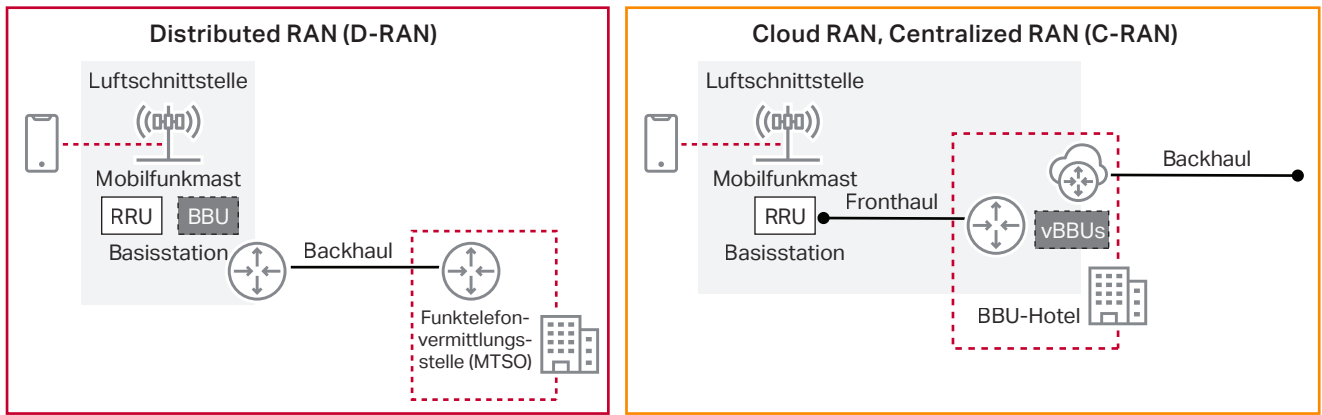 Distributed RAN (D-RAN)
Luftschnittstelle
Mobilfunkmast
RRU
BBU
Basisstation
Backhaul
Funktelefon-
vermittlungs-
stelle (MTSO)
Cloud RAN, Centralized RAN (C-RAN)
Luftschnittstelle
Mobilfunkmast
RRU
Basisstation
Fronthaul
Backhaul
vBBUs
BBU-Hotel